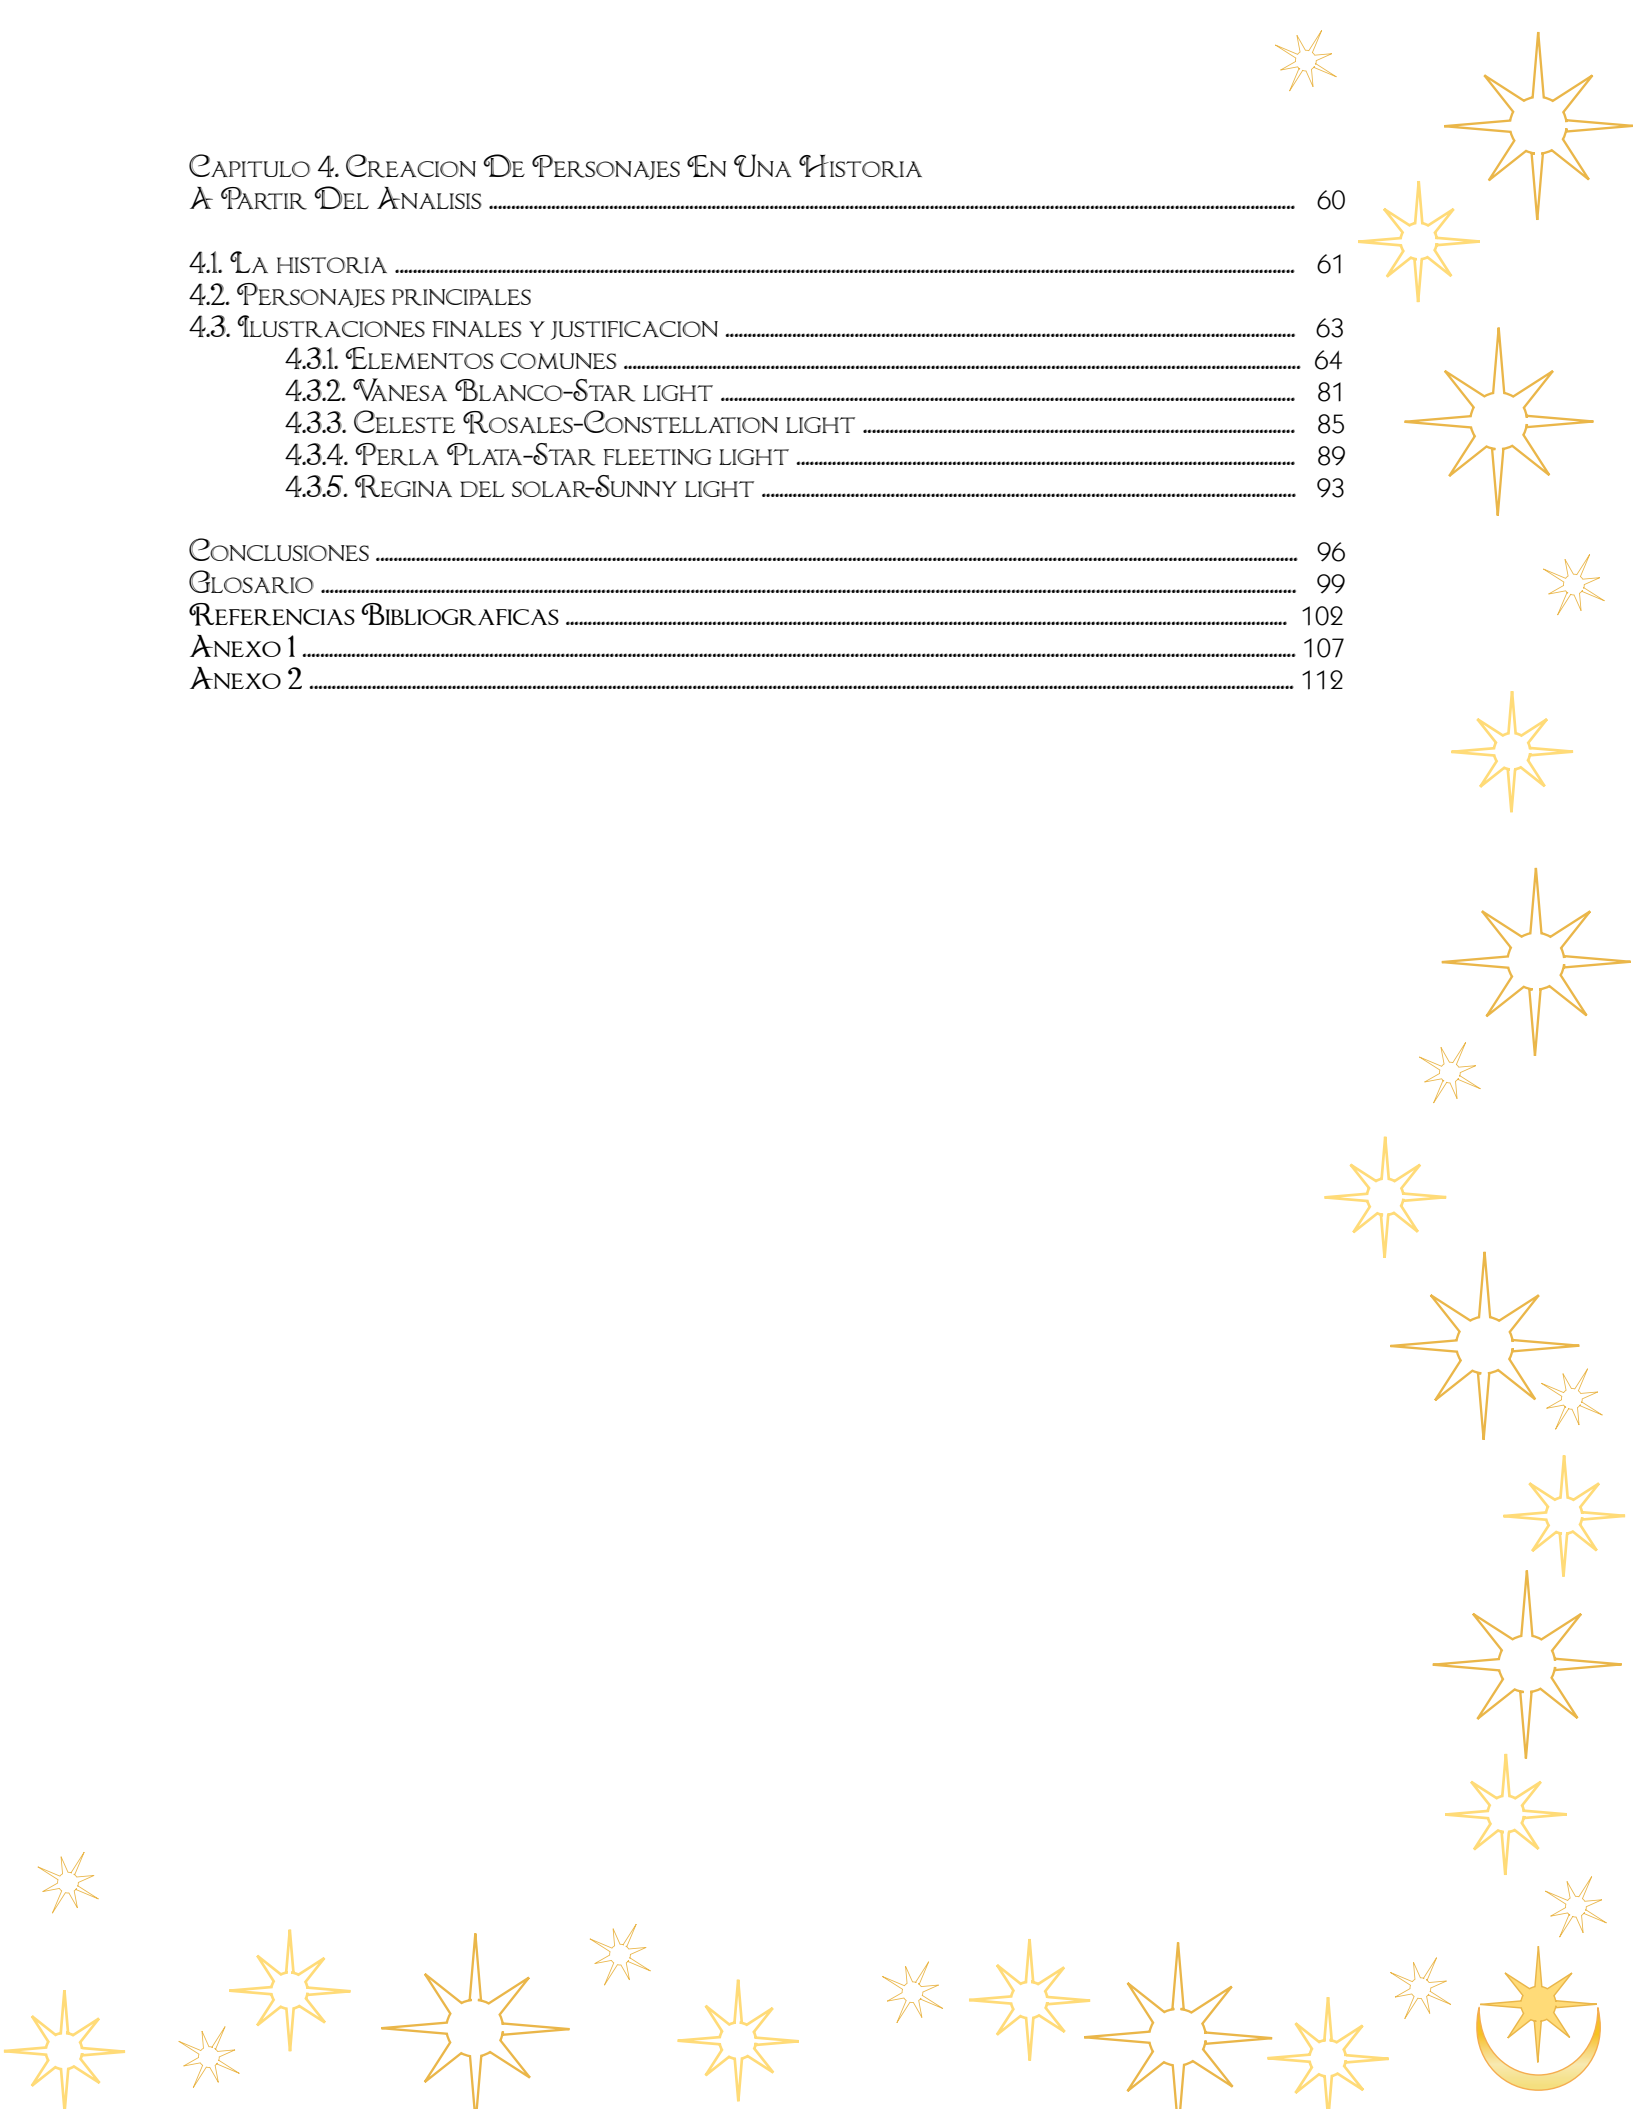 Capitulo 4. Creacion De Personajes En Una Historia
A Partir Del Analisis ........ 60
4.1. La historia ........ 61
4.2. Personajes principales
4.3. Ilustraciones finales y justificacion ........ 63
4.3.1. Elementos comunes ........ 64
4.3.2. Vanesa Blanco-Star light ........ 81
4.3.3. Celeste Rosales-Constellation light ........ 85
4.3.4. Perla Plata-Star fleeting light ........ 89
4.3.5. Regina del solar-Sunny light ........ 93
Conclusiones ........ 96
Glosario ........ 99
Referencias Bibliograficas ........ 102
Anexo 1 ........ 107
Anexo 2 ........ 112